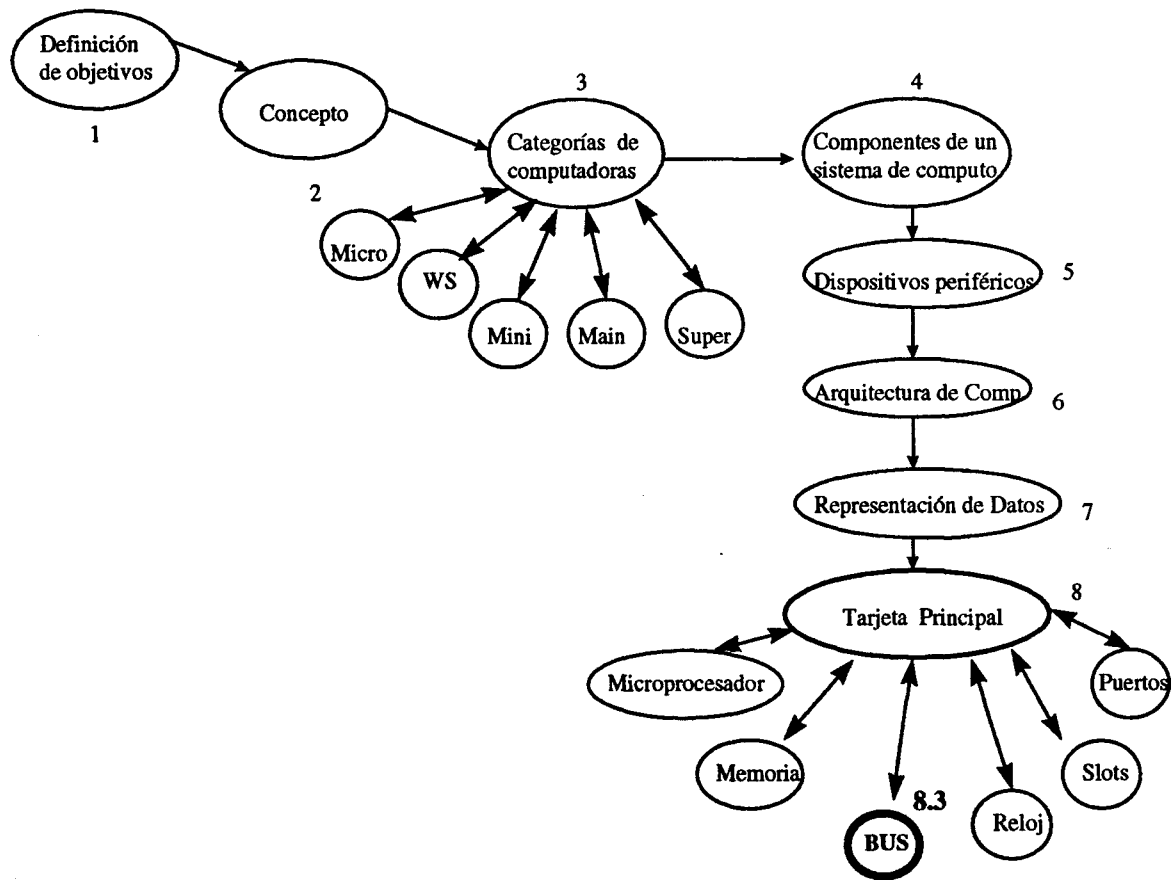 Definición
de objetivos
1
Concepto
2
3
Categorías de
computadoras
Micro
WS
Mini
Main
Super
4
Componentes de un
sistema de computo
Dispositivos periféricos
5
Arquitectura de Comp
6
Representación de Datos
7
8
Tarjeta Principal
Microprocesador
Memoria
8.3
BUS
Reloj
Slots
Puertos